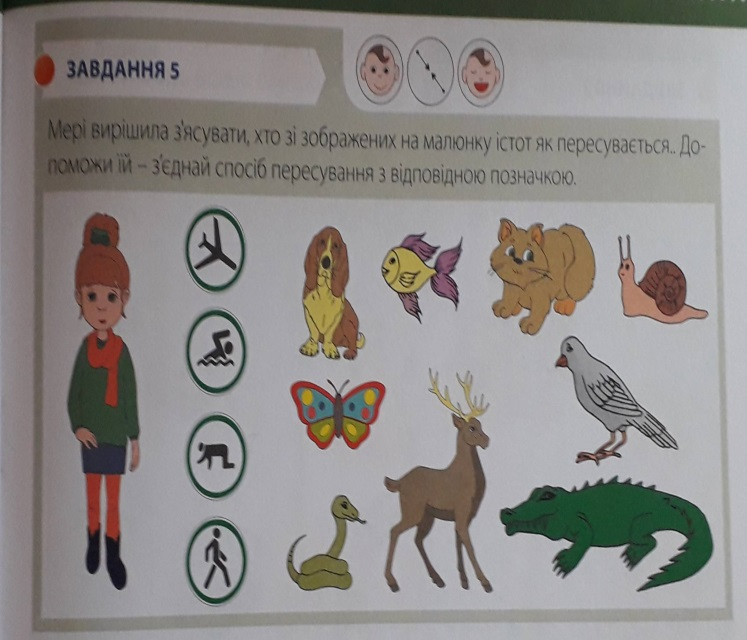 ЗАВДАННЯ 5
Мері вирішила з'ясувати, хто зі зображених на малюнку істот як пересувається.. До-
поможи їй – з'єднай спосіб пересування з відповідною позначкою.